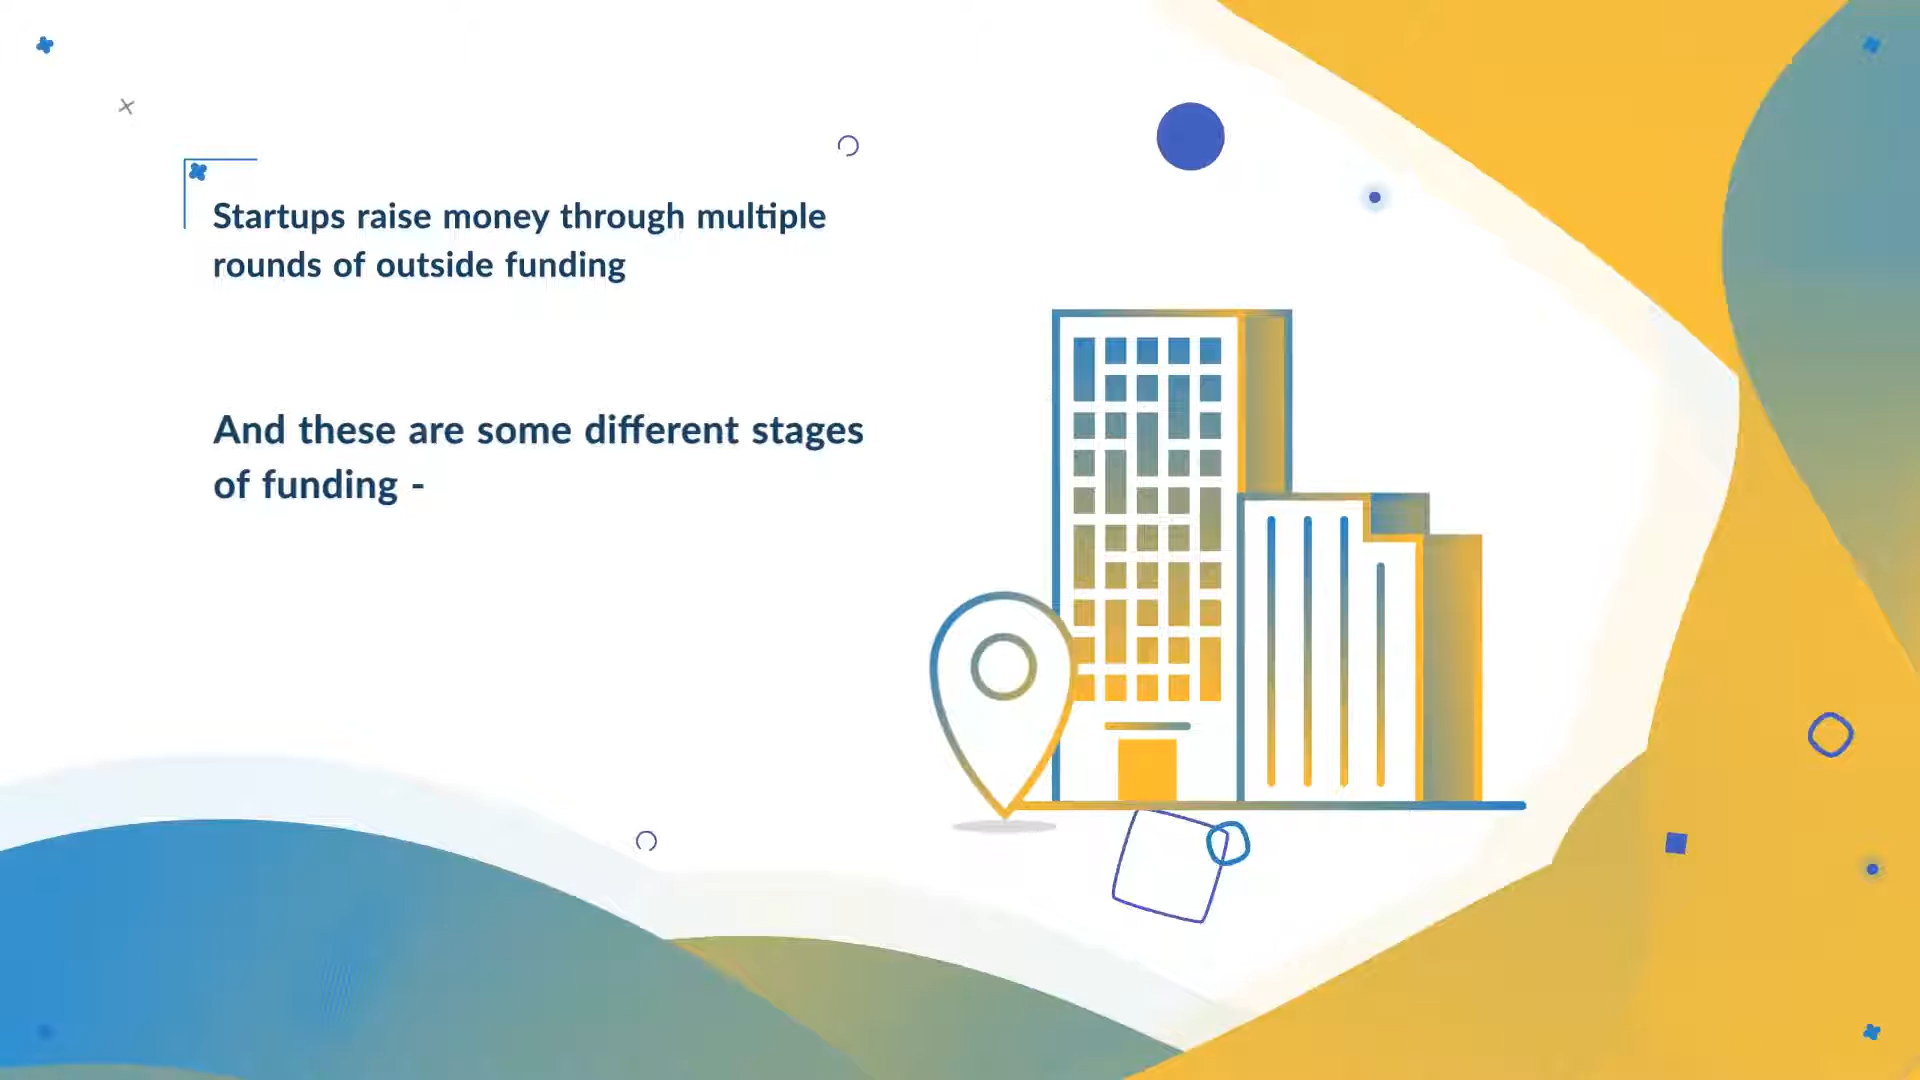 Startups raise money through multiple
rounds of outside funding
And these are some different stages
of funding -